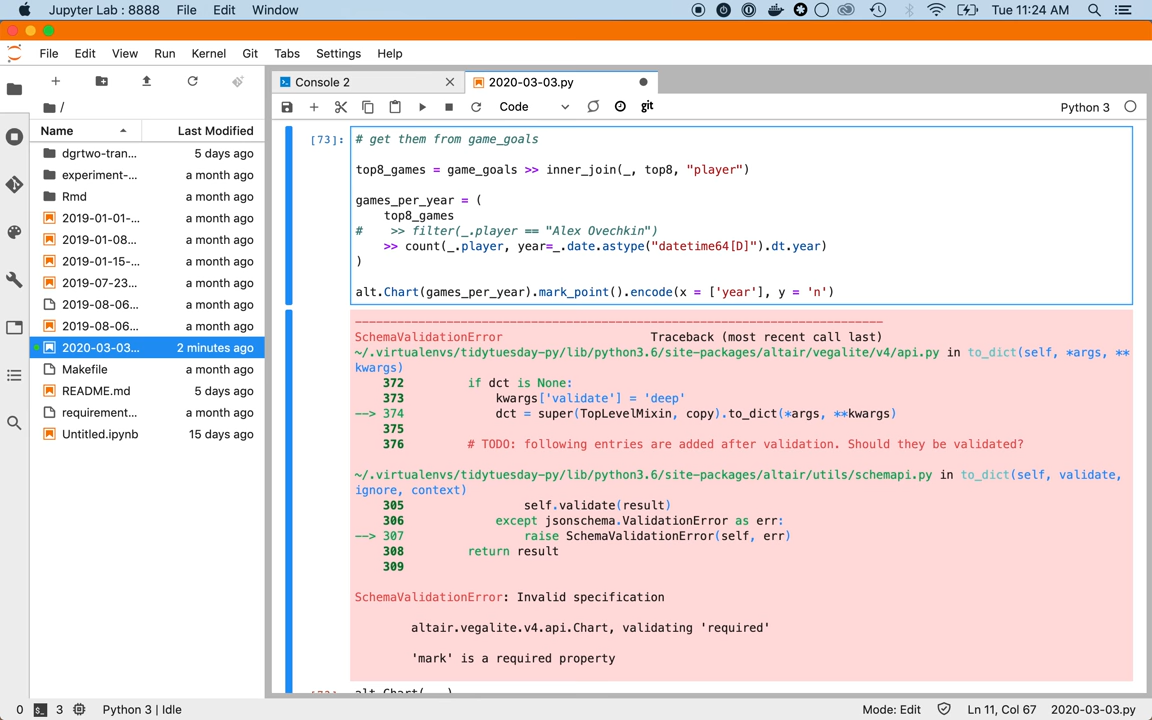 Jupyter Lab : 8888 File Edit Window Tue 11:24 AM
File Edit View Run Kernel Git Tabs Settings Help
Console 2
2020-03-03.py
/
Code
git
Python 3
Name Last Modified
dgrtwo-tran... 5 days ago
experiment-... a month ago
Rmd a month ago
2019-01-01-... a month ago
2019-01-08... a month ago
2019-01-15-... a month ago
2019-07-23... a month ago
2019-08-06... a month ago
2019-08-06... a month ago
2020-03-03... 2 minutes ago
Makefile a month ago
README.md 5 days ago
requirement... a month ago
Untitled.ipynb 15 days ago
[73]: # get them from game_goals
top8_games = game_goals >> inner_join(_, top8, "player")
games_per_year = (
top8_games
# >> filter(_.player == "Alex Ovechkin")
>> count(_.player, year=_.date.astype("datetime64[D]").dt.year)
)
alt.Chart(games_per_year).mark_point().encode(x = ['year'], y = 'n')
---------------------------------------------------------------------------
SchemaValidationError Traceback (most recent call last)
~/.virtualenvs/tidytuesday-py/lib/python3.6/site-packages/altair/vegalite/v4/api.py in to_dict(self, *args, **
kwargs)
372 if dct is None:
373 kwargs['validate'] = 'deep'
--> 374 dct = super(TopLevelMixin, copy).to_dict(*args, **kwargs)
375
376 # TODO: following entries are added after validation. Should they be validated?
~/.virtualenvs/tidytuesday-py/lib/python3.6/site-packages/altair/utils/schemapi.py in to_dict(self, validate,
ignore, context)
305 self.validate(result)
306 except jsonschema.ValidationError as err:
--> 307 raise SchemaValidationError(self, err)
308 return result
309
SchemaValidationError: Invalid specification
altair.vegalite.v4.api.Chart, validating 'required'
'mark' is a required property
[73]: alt.Chart(...)
0 $_ 3 Python 3 | Idle Mode: Edit Ln 11, Col 67 2020-03-03.py